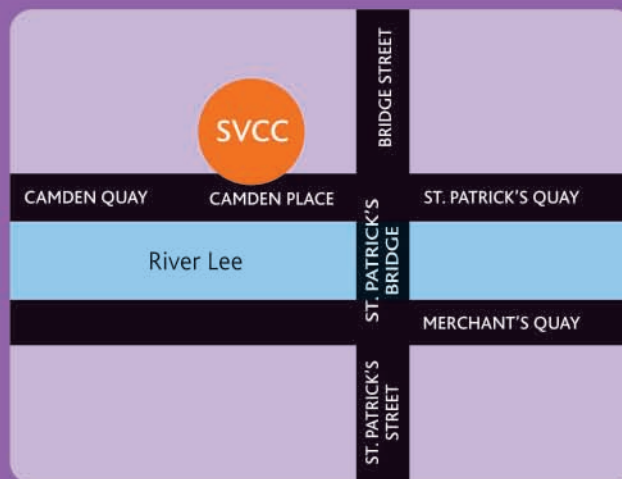 BRIDGE STREET
SVCC
CAMDEN QUAY
CAMDEN PLACE
ST. PATRICK'S QUAY
ST. PATRICK'S
BRIDGE
River Lee
MERCHANT'S QUAY
ST. PATRICK'S
STREET